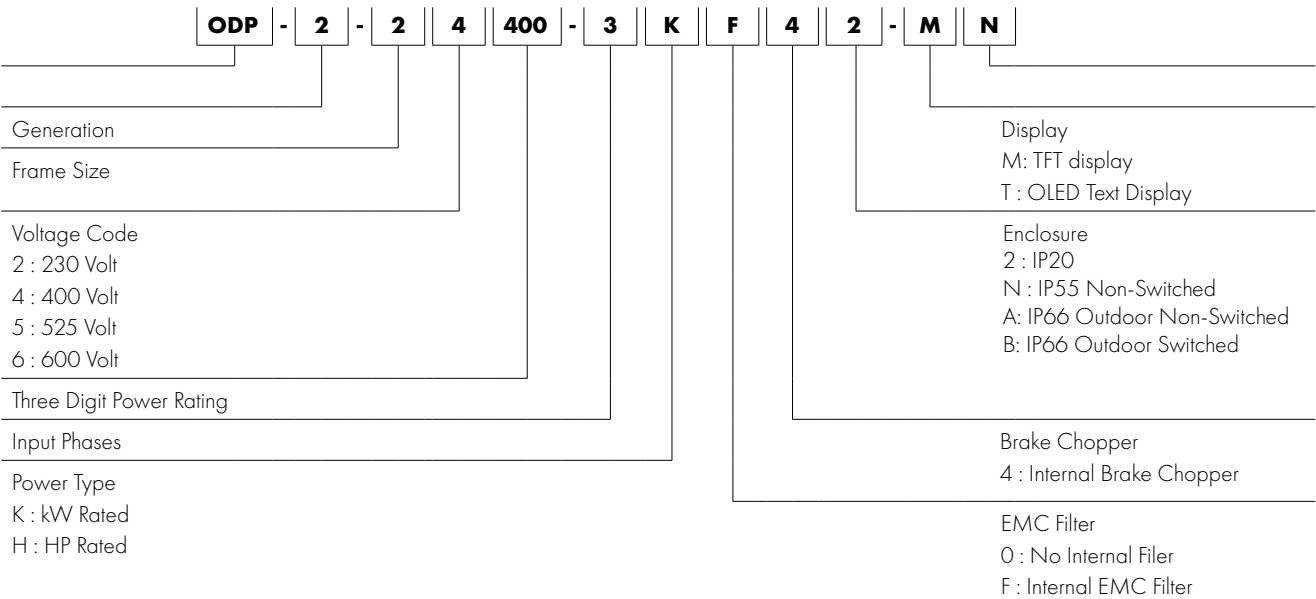 ODP - 2 - 2 4 400 - 3 K F 4 2 - M N
Generation
Frame Size
Voltage Code
2 : 230 Volt
4 : 400 Volt
5 : 525 Volt
6 : 600 Volt
Three Digit Power Rating
Input Phases
Power Type
K : kW Rated
H : HP Rated
Display
M: TFT display
T : OLED Text Display
Enclosure
2 : IP20
N : IP55 Non-Switched
A: IP66 Outdoor Non-Switched
B: IP66 Outdoor Switched
Brake Chopper
4 : Internal Brake Chopper
EMC Filter
0 : No Internal Filer
F : Internal EMC Filter